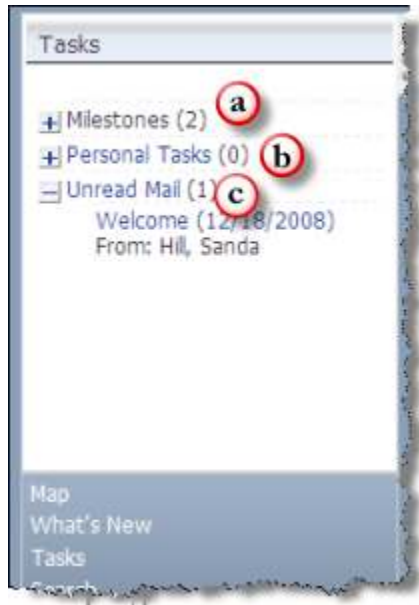 Tasks
Milestones (2) a
Personal Tasks (0) b
Unread Mail (1) c
Welcome (12/18/2008)
From: Hill, Sanda
Map
What's New
Tasks
Search